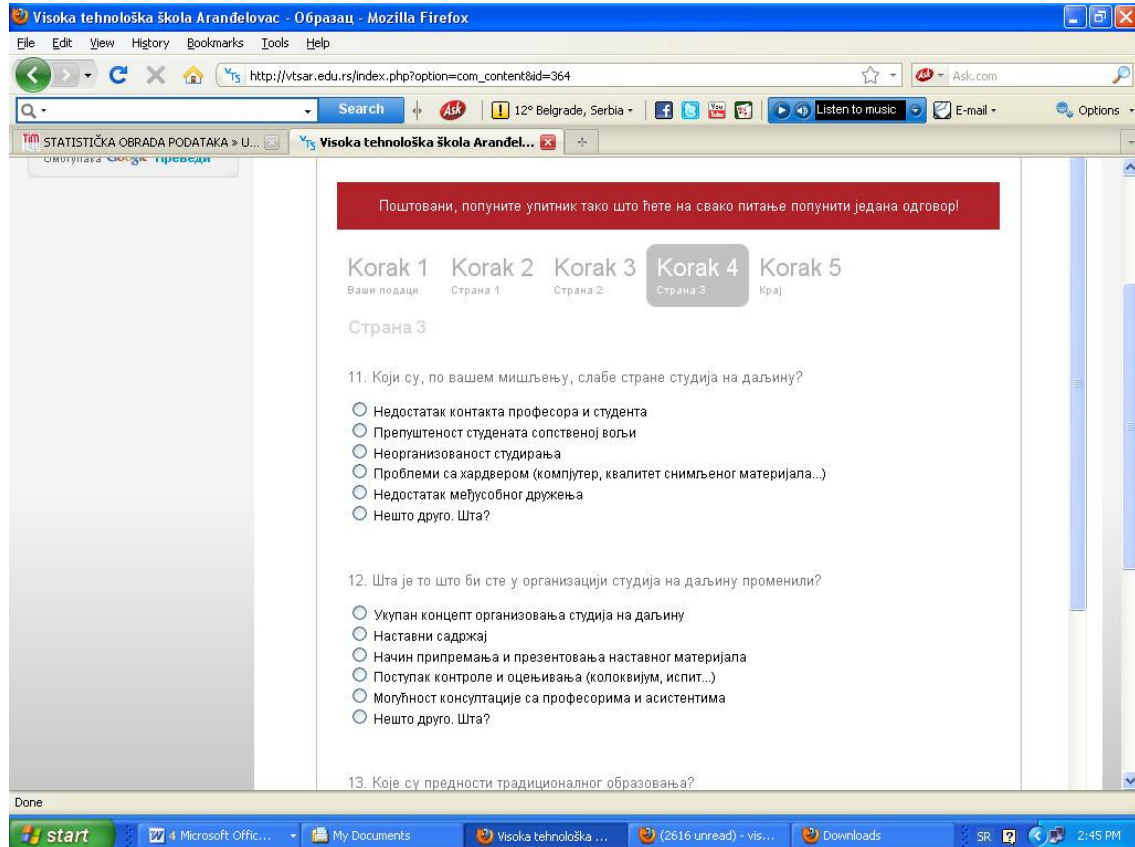 Visoka tehnološka škola Aranđelovac - Образац - Mozilla Firefox
File Edit View History Bookmarks Tools Help
http://vtsar.edu.rs/index.php?option=com_content&id=364
Ask.com
Search
Ask
12° Belgrade, Serbia
Listen to music
E-mail
Options
STATISTIČKA OBRADA PODATAKA » U...
Visoka tehnološka škola Aranđel...
Омогућава Google Преведи
Поштовани, попуните упитник тако што ћете на свако питање попунити једана одговор!
Korak 1 Korak 2 Korak 3 Korak 4 Korak 5
Ваши подаци Страна 1 Страна 2 Страна 3 Крај
Страна 3
11. Који су, по вашем мишљењу, слабе стране студија на даљину?
Недостатак контакта професора и студента
Препуштеност студената сопственој вољи
Неорганизованост студирања
Проблеми са хардвером (компјутер, квалитет снимљеног материјала...)
Недостатак међусобног дружења
Нешто друго. Шта?
12. Шта је то што би сте у организацији студија на даљину променили?
Укупан концепт организовања студија на даљину
Наставни садржај
Начин припремања и презентовања наставног материјала
Поступак контроле и оцењивања (колоквијум, испит...)
Могућност консултације са професорима и асистентима
Нешто друго. Шта?
13. Које су предности традиционалног образовања?
Done
start
4 Microsoft Offic...
My Documents
Visoka tehnološka ...
(2616 unread) - vis...
Downloads
SR
2:45 PM